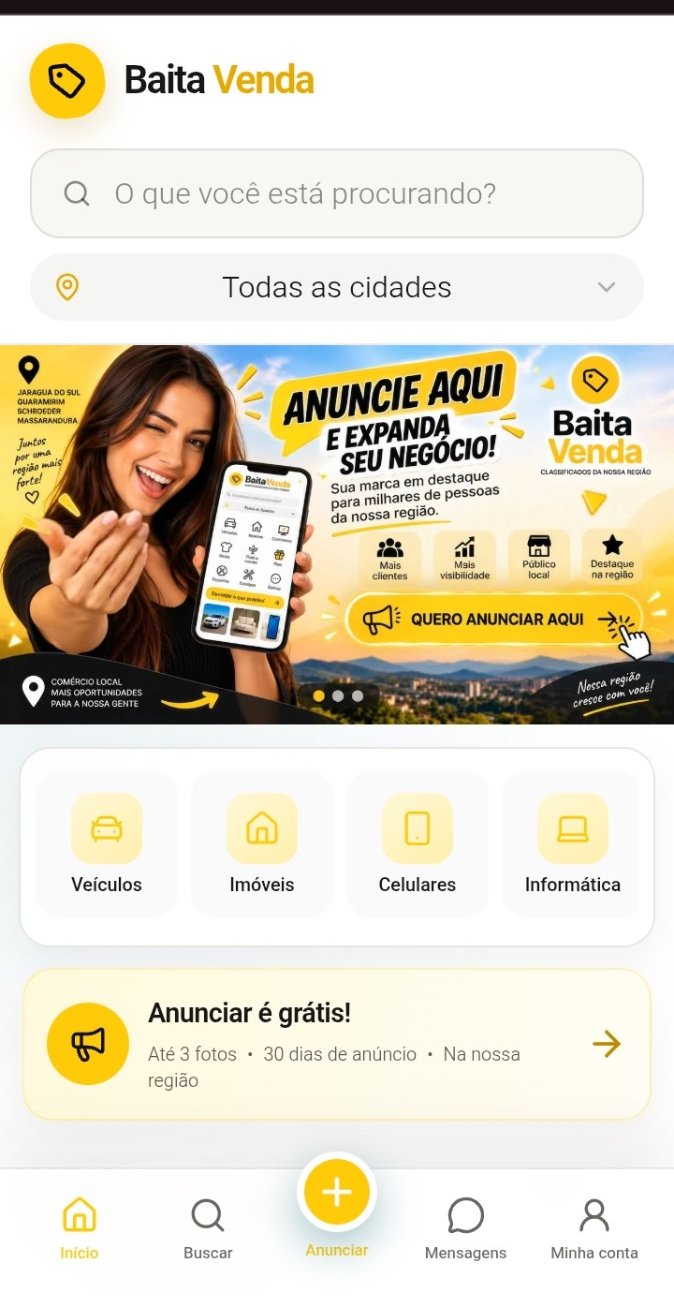 Baita Venda
O que você está procurando?
Todas as cidades
JARAGUA DO SUL
GUARAMIRIM
SCHROEDER
MASSARANDUBA
Juntos
por uma
região mais
forte!
ANUNCIE AQUI
E EXPANDA
SEU NEGÓCIO!
Sua marca em destaque
para milhares de pessoas
da nossa região.
Baita
Venda
CLASSIFICADOS DA NOSSA REGIÃO
BaitaVenda
Mais
clientes
Mais
visibilidade
Público
local
Destaque
na região
QUERO ANUNCIAR AQUI
COMÉRCIO LOCAL
MAIS OPORTUNIDADES
PARA A NOSSA GENTE
Nossa região
cresce com você!
Veículos
Imóveis
Celulares
Informática
Anunciar é grátis!
Até 3 fotos • 30 dias de anúncio • Na nossa
região
Início
Buscar
Anunciar
Mensagens
Minha conta